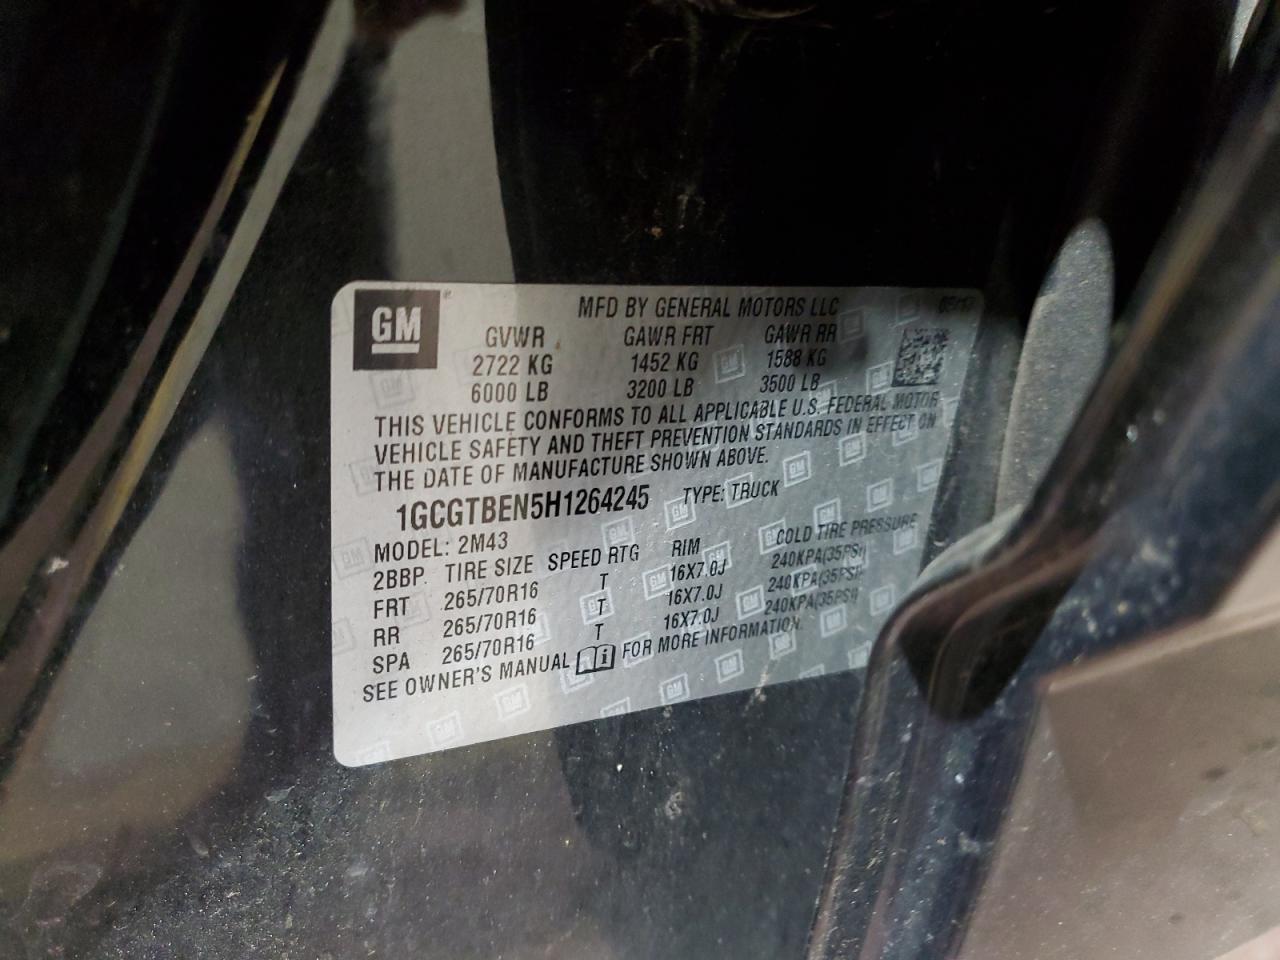 GM
MFD BY GENERAL MOTORS LLC
GVWR GAWR FRT GAWR RR
2722 KG 1452 KG 1588 KG
6000 LB 3200 LB 3500 LB
THIS VEHICLE CONFORMS TO ALL APPLICABLE U.S. FEDERAL MOTOR
VEHICLE SAFETY AND THEFT PREVENTION STANDARDS IN EFFECT ON
THE DATE OF MANUFACTURE SHOWN ABOVE.
1GCGTBEN5H1264245 TYPE: TRUCK
MODEL: 2M43
2BBP TIRE SIZE SPEED RTG RIM COLD TIRE PRESSURE
FRT 265/70R16 T 16X7.0J 240KPA(35PSI)
RR 265/70R16 T 16X7.0J 240KPA(35PSI)
SPA 265/70R16 T 16X7.0J 240KPA(35PSI)
SEE OWNER'S MANUAL FOR MORE INFORMATION.